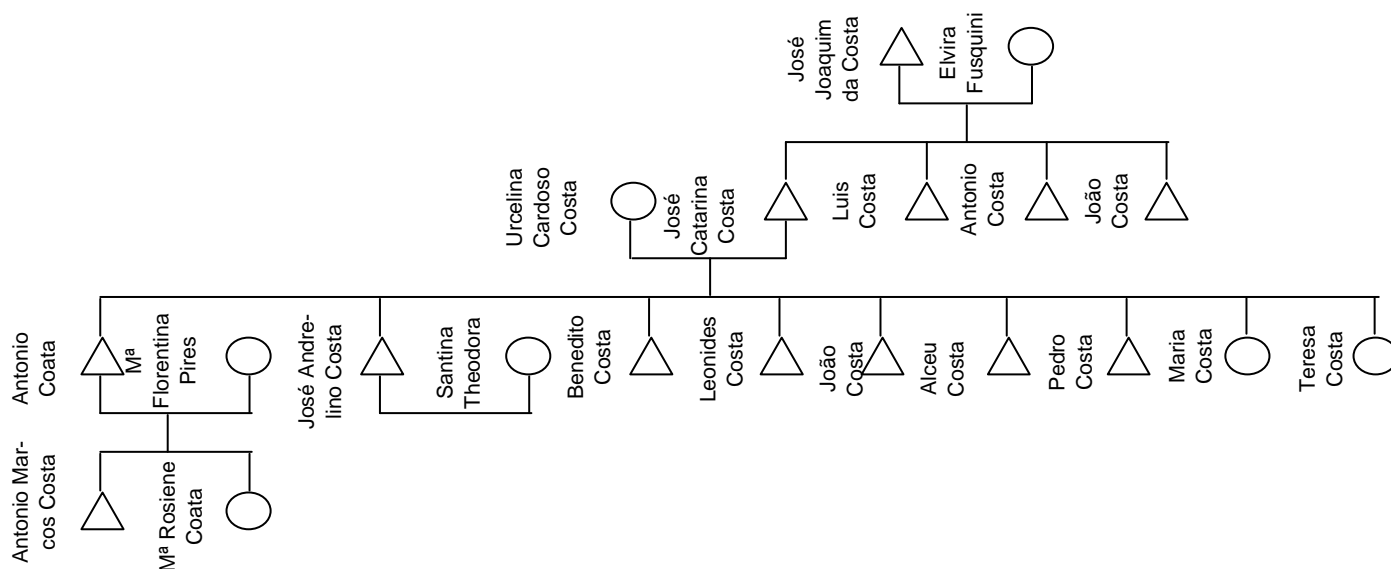 José
Joaquim
da Costa
Elvira
Fusquini
Urcelina
Cardoso
Costa
José
Catarina
Costa
Luis
Costa
Antonio
Costa
João
Costa
Antonio
Coata
Mª
Florentina
Pires
José Andre-
lino Costa
Santina
Theodora
Benedito
Costa
Leonides
Costa
João
Costa
Alceu
Costa
Pedro
Costa
Maria
Costa
Teresa
Costa
Antonio Mar-
cos Costa
Mª Rosiene
Coata